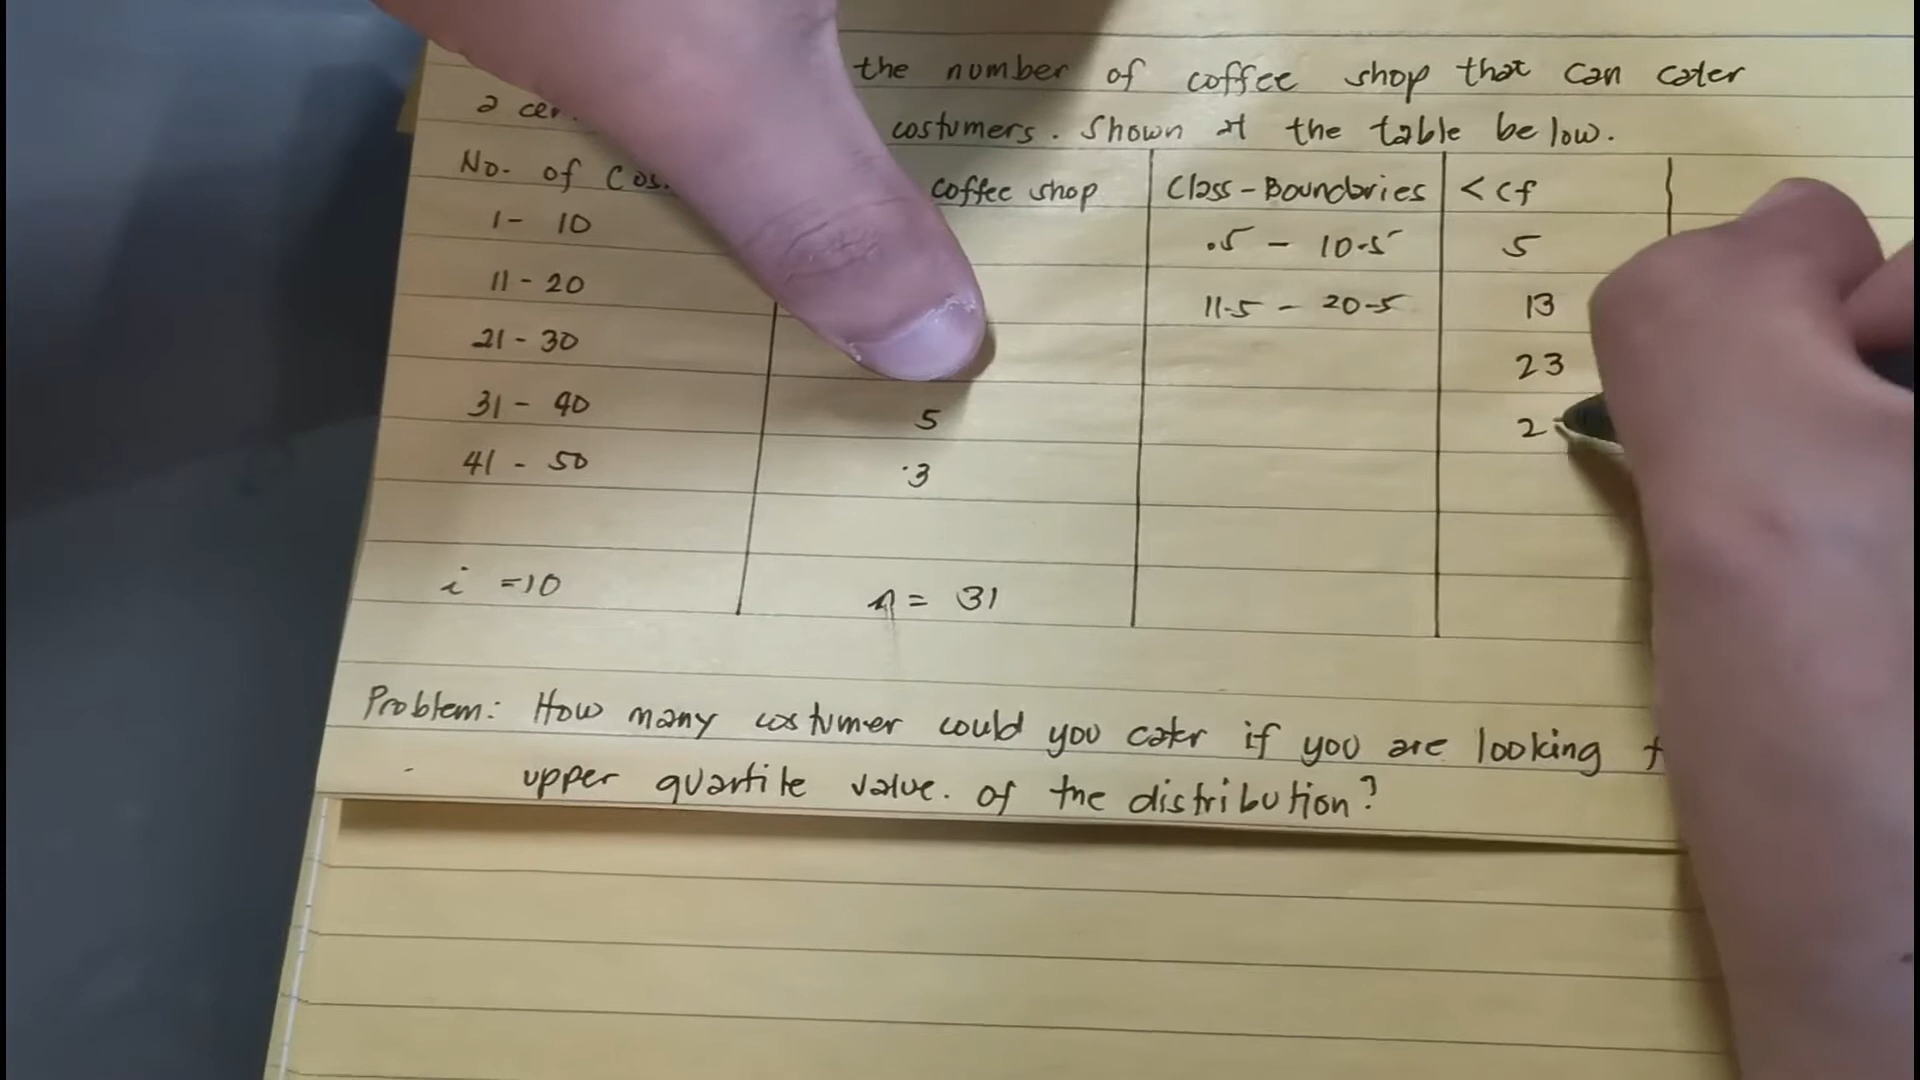 the number of coffee shop that can cater
a costumers. Shown at the table below.
No. of coffee shop Class-Boundaries <cf
1- 10 .5 - 10.5 5
11-20 11.5 - 20.5 13
21-30 23
31- 40 5 2
41 - 50 3
i =10 n= 31
Problem: How many costumer could you cater if you are looking
upper quartile value. of the distribution?